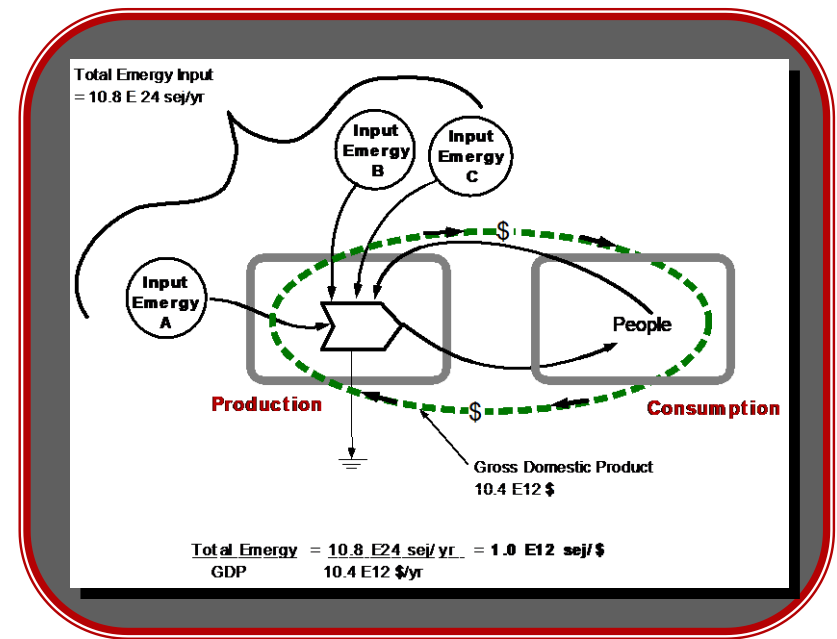 Total Emergy Input
= 10.8 E 24 sej/yr
Input
Emergy
B
Input
Emergy
C
$
Input
Emergy
A
People
Production
$
Consumption
Gross Domestic Product
10.4 E12 $
Total Emergy = 10.8 E24 sej/ yr = 1.0 E12 sej/$
GDP 10.4 E12 $/yr